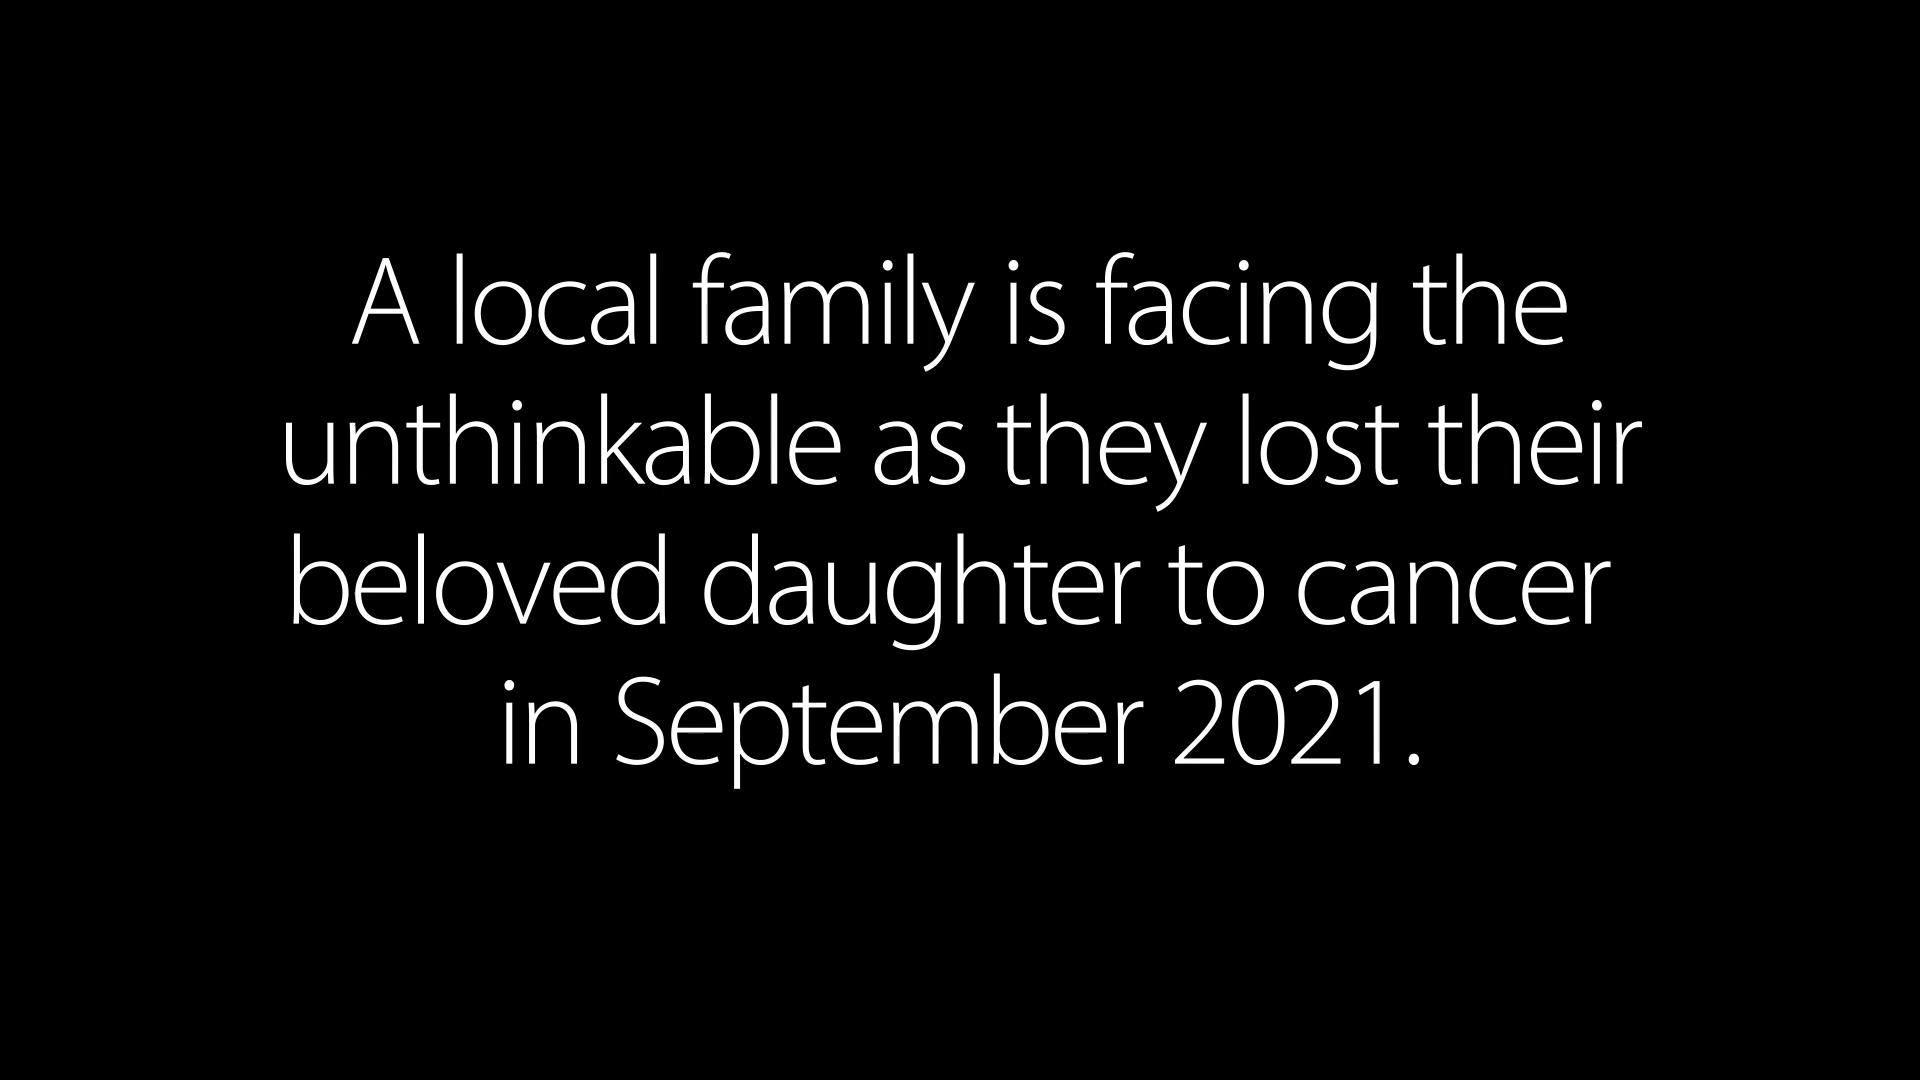 A local family is facing the
unthinkable as they lost their
beloved daughter to cancer
in September 2021.